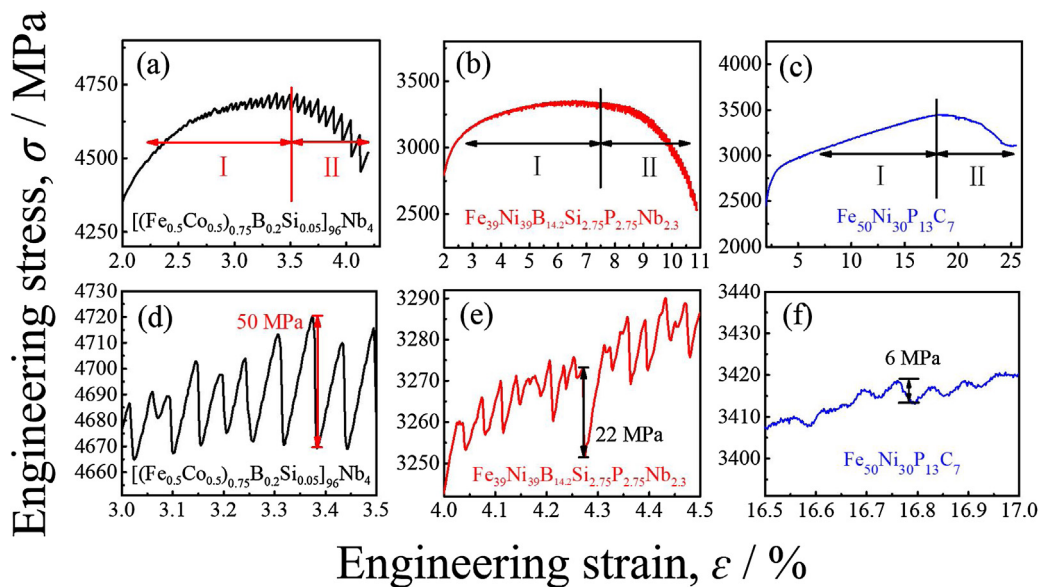 Engineering stress, σ / MPa
(a)
4750
4500
4250
I
II
[(Fe0.5Co0.5)0.75B0.2Si0.05]96Nb4
2.0 2.5 3.0 3.5 4.0
(b)
3500
3000
2500
I
II
Fe39Ni39B14.2Si2.75P2.75Nb2.3
2 3 4 5 6 7 8 9 10 11
(c)
4000
3500
3000
2500
2000
I
II
Fe50Ni30P13C7
5 10 15 20 25
(d)
4730
4720
4710
4700
4690
4680
4670
4660
50 MPa
[(Fe0.5Co0.5)0.75B0.2Si0.05]96Nb4
3.0 3.1 3.2 3.3 3.4 3.5
(e)
3290
3280
3270
3260
3250
22 MPa
Fe39Ni39B14.2Si2.75P2.75Nb2.3
4.0 4.1 4.2 4.3 4.4 4.5
(f)
3440
3430
3420
3410
3400
6 MPa
Fe50Ni30P13C7
16.5 16.6 16.7 16.8 16.9 17.0
Engineering strain, ε / %